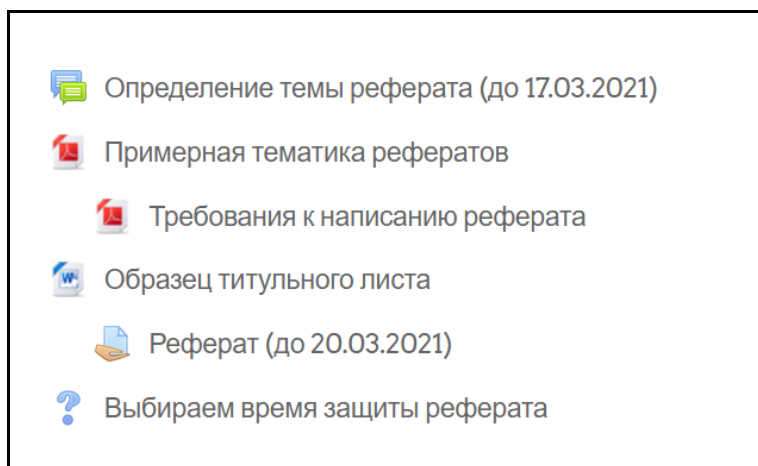 Определение темы реферата (до 17.03.2021)
Примерная тематика рефератов
Требования к написанию реферата
Образец титульного листа
Реферат (до 20.03.2021)
Выбираем время защиты реферата